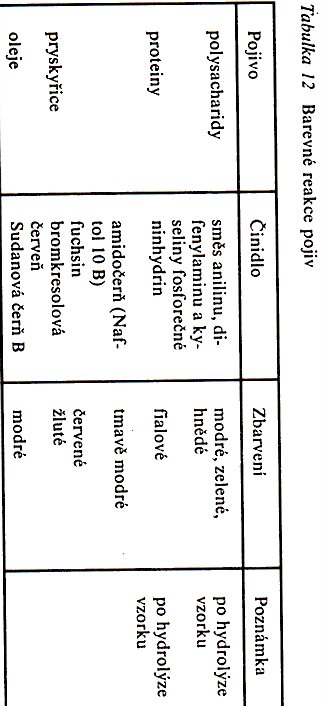 Tabulka 12 Barevné reakce pojiv
Pojivo Činidlo Zbarvení Poznámka
polysacharidy směs anilinu, di- modré, zelené, po hydrolýze
fenylaminu a ky- hnědé vzorku
seliny fosforečné
proteiny ninhydrin fialové po hydrolýze
vzorku
amidočerň (Naf- tmavě modré
tol 10 B)
fuchsin červené
pryskyřice bromkresolová žluté
červeň
oleje Sudanová čerň B modré